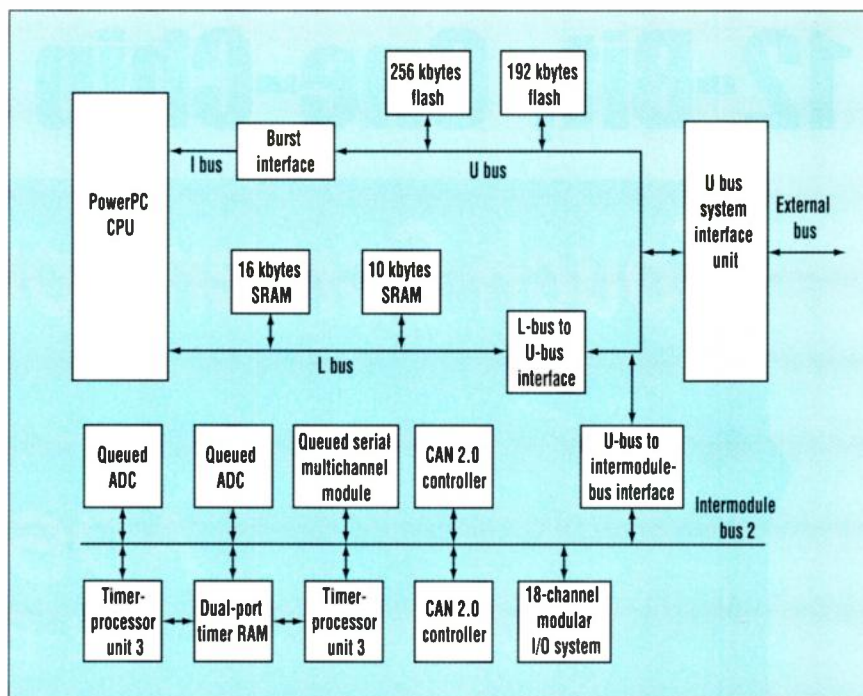 256 kbytes
flash
192 kbytes
flash
PowerPC
CPU
I bus
Burst
interface
U bus
U bus
system
interface
unit
External
bus
16 kbytes
SRAM
10 kbytes
SRAM
L bus
L-bus to
U-bus
interface
Queued
ADC
Queued
ADC
Queued serial
multichannel
module
CAN 2.0
controller
U-bus to
intermodule-
bus interface
Intermodule
bus 2
Timer-
processor
unit 3
Dual-port
timer RAM
Timer-
processor
unit 3
CAN 2.0
controller
18-channel
modular
I/O system